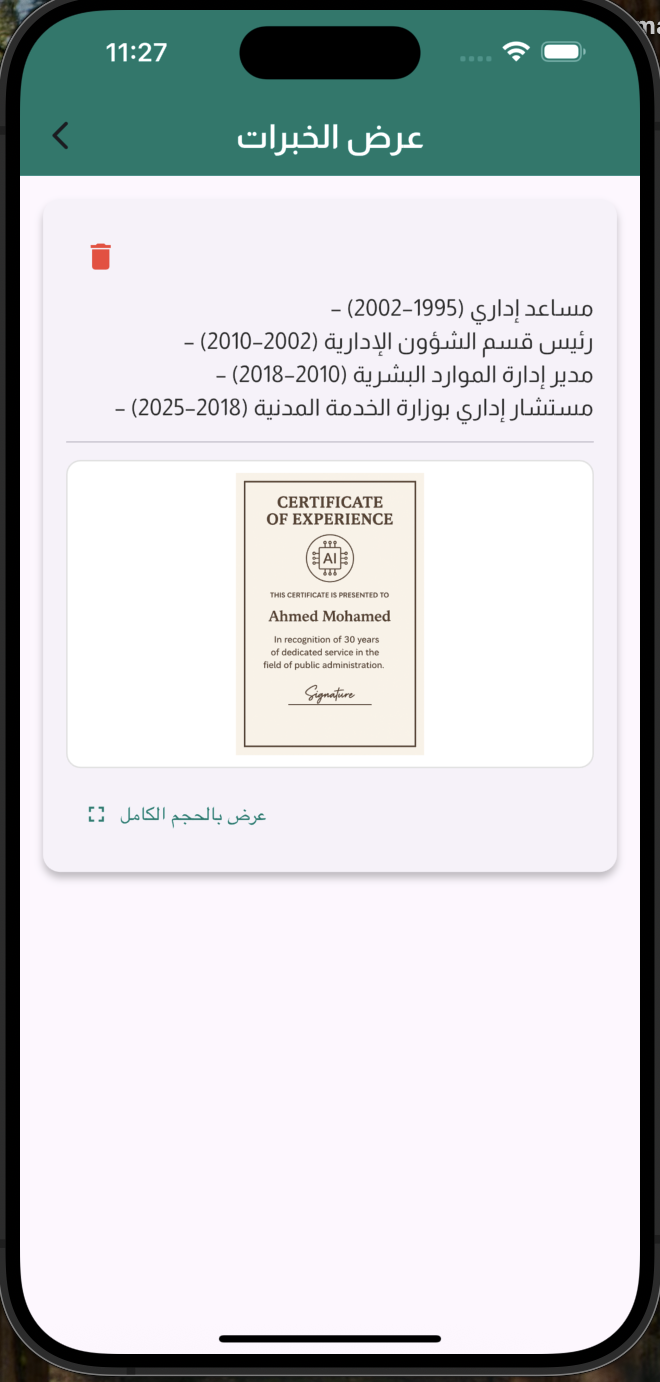 11:27
عرض الخبرات
مساعد إداري (1995–2002) –
رئيس قسم الشؤون الإدارية (2002–2010) –
مدير إدارة الموارد البشرية (2010–2018) –
مستشار إداري بوزارة الخدمة المدنية (2018–2025) –
CERTIFICATE
OF EXPERIENCE
AI
THIS CERTIFICATE IS PRESENTED TO
Ahmed Mohamed
In recognition of 30 years
of dedicated service in the
field of public administration.
Signature
عرض بالحجم الكامل